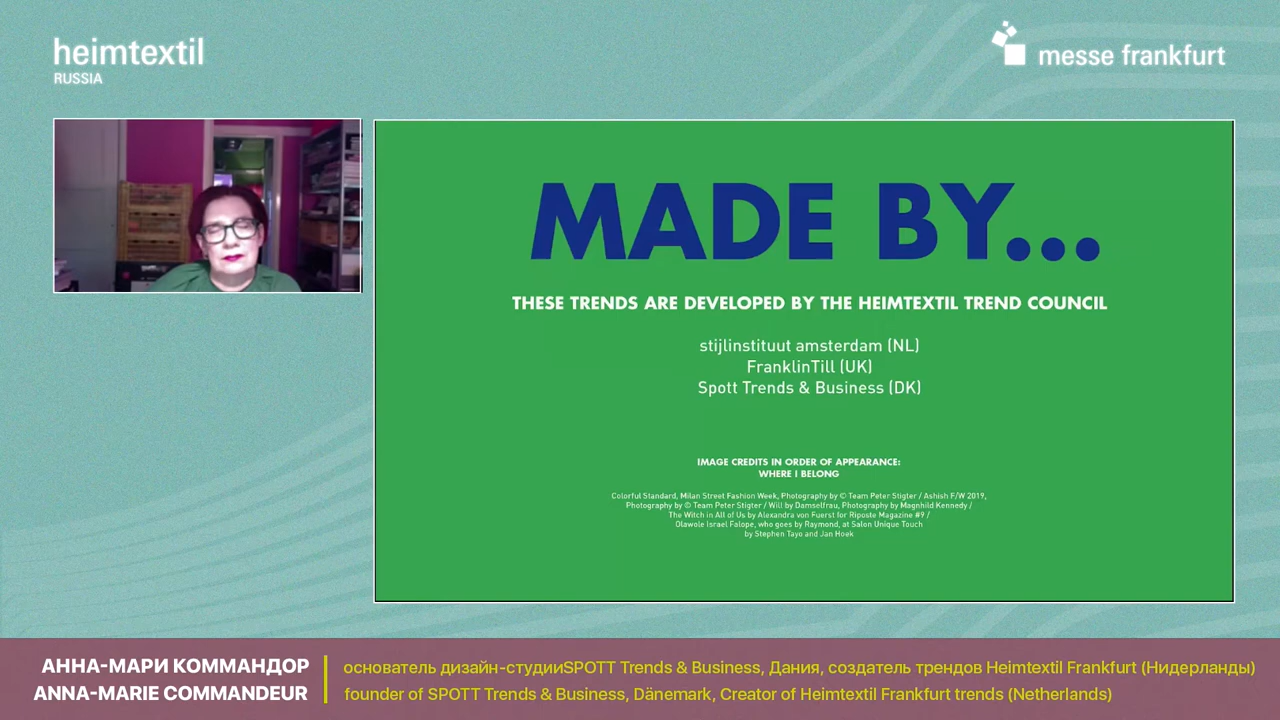 heimtextil
RUSSIA
messe frankfurt
MADE BY...
THESE TRENDS ARE DEVELOPED BY THE HEIMTEXTIL TREND COUNCIL
stijlinstituut amsterdam (NL)
FranklinTill (UK)
Spott Trends & Business (DK)
IMAGE CREDITS IN ORDER OF APPEARANCE:
WHERE I BELONG
Colorful Standard, Milan Street Fashion Week, Photography by © Team Peter Stigter / Ashish F/W 2019,
Photography by © Team Peter Stigter / Will by Damselfrau, Photography by Magnhild Kennedy /
The Witch in All of Us by Alexandra von Fuerst for Riposte Magazine #9 /
Olawole Israel Falope, who goes by Raymond, at Salon Unique Touch
by Stephen Tayo and Jan Hoek
АННА-МАРИ КОММАНДОР
основатель дизайн-студииSPOTT Trends & Business, Дания, создатель трендов Heimtextil Frankfurt (Нидерланды)
ANNA-MARIE COMMANDEUR
founder of SPOTT Trends & Business, Dänemark, Creator of Heimtextil Frankfurt trends (Netherlands)